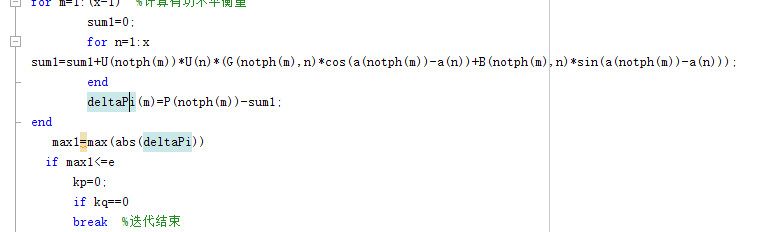 for m=1:(x-1)  %计算有功不平衡量
sum1=0;
for n=1:x
sum1=sum1+U(notph(m))*U(n)*(G(notph(m),n)*cos(a(notph(m))-a(n))+B(notph(m),n)*sin(a(notph(m))-a(n)));
end
deltaPi(m)=P(notph(m))-sum1;
end
max1=max(abs(deltaPi))
if max1<=e
kp=0;
if kq==0
break  %迭代结束